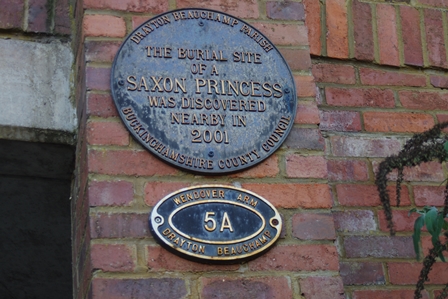 DRAYTON BEAUCHAMP PARISH
THE BURIAL SITE
OF A
SAXON PRINCESS
WAS DISCOVERED
NEARBY IN
2001
BUCKINGHAMSHIRE COUNTY COUNCIL
WENDOVER ARM
5A
DRAYTON BEAUCHAMP